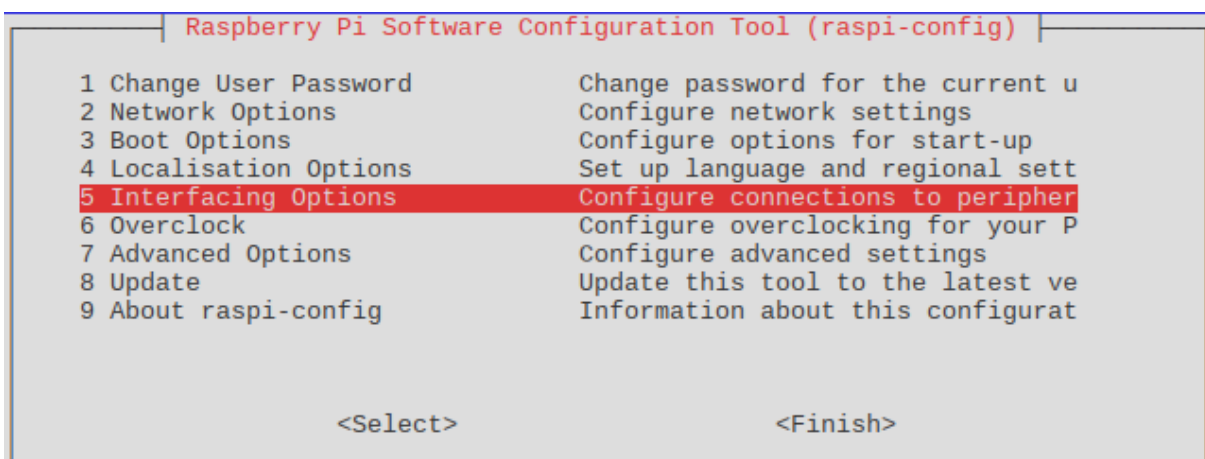 Raspberry Pi Software Configuration Tool (raspi-config)
1 Change User Password Change password for the current u
2 Network Options Configure network settings
3 Boot Options Configure options for start-up
4 Localisation Options Set up language and regional sett
5 Interfacing Options Configure connections to peripher
6 Overclock Configure overclocking for your P
7 Advanced Options Configure advanced settings
8 Update Update this tool to the latest ve
9 About raspi-config Information about this configurat
<Select> <Finish>